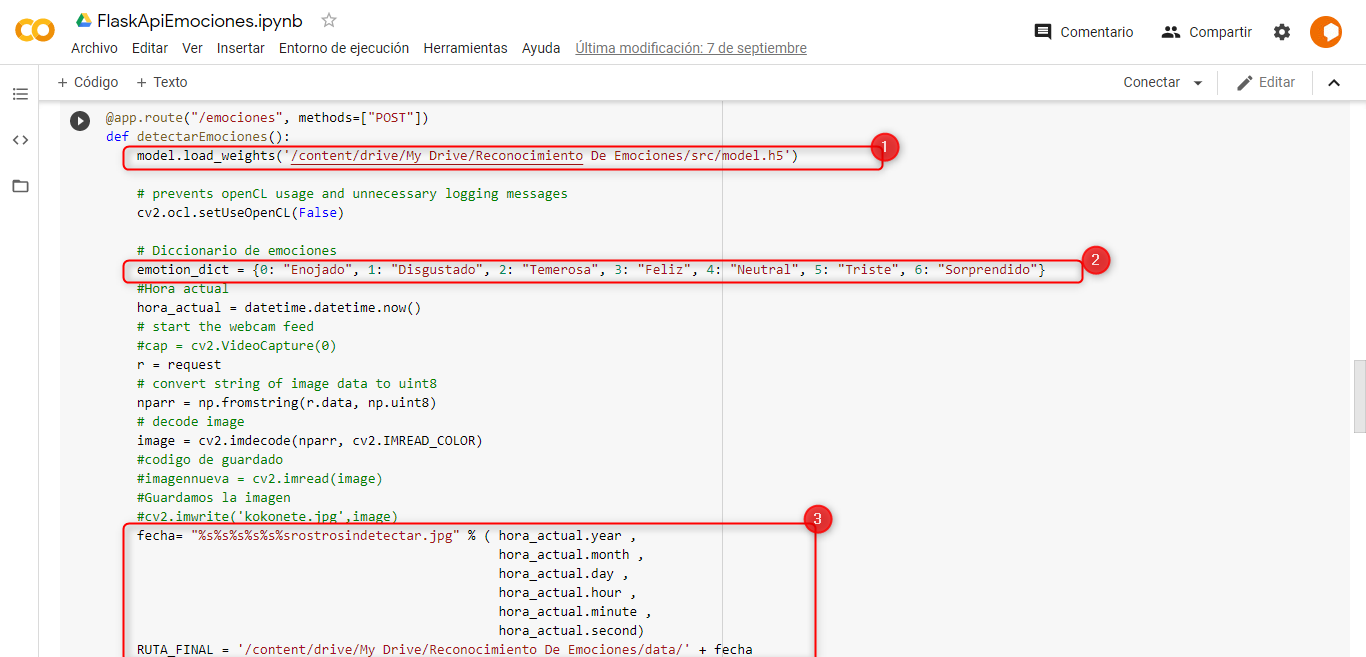 FlaskApiEmociones.ipynb
Archivo Editar Ver Insertar Entorno de ejecución Herramientas Ayuda Última modificación: 7 de septiembre
Comentario Compartir
+ Código + Texto
Conectar Editar
@app.route("/emociones", methods=["POST"])
def detectarEmociones():
model.load_weights('/content/drive/My Drive/Reconocimiento De Emociones/src/model.h5')
1
# prevents openCL usage and unnecessary logging messages
cv2.ocl.setUseOpenCL(False)
# Diccionario de emociones
emotion_dict = {0: "Enojado", 1: "Disgustado", 2: "Temerosa", 3: "Feliz", 4: "Neutral", 5: "Triste", 6: "Sorprendido"}
2
#Hora actual
hora_actual = datetime.datetime.now()
# start the webcam feed
#cap = cv2.VideoCapture(0)
r = request
# convert string of image data to uint8
nparr = np.fromstring(r.data, np.uint8)
# decode image
image = cv2.imdecode(nparr, cv2.IMREAD_COLOR)
#codigo de guardado
#imagennueva = cv2.imread(image)
#Guardamos la imagen
#cv2.imwrite('kokonete.jpg',image)
3
fecha= "%s%s%s%s%s%srostrosindetectar.jpg" % ( hora_actual.year ,
hora_actual.month ,
hora_actual.day ,
hora_actual.hour ,
hora_actual.minute ,
hora_actual.second)
RUTA_FINAL = '/content/drive/My Drive/Reconocimiento De Emociones/data/' + fecha